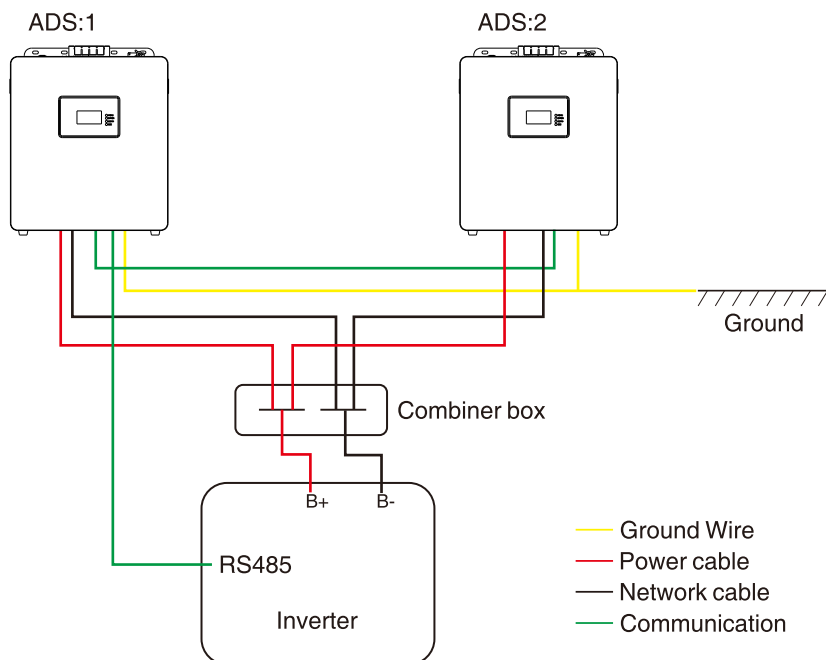 ADS:1
ADS:2
Ground
Combiner box
B+
B-
RS485
Inverter
Ground Wire
Power cable
Network cable
Communication